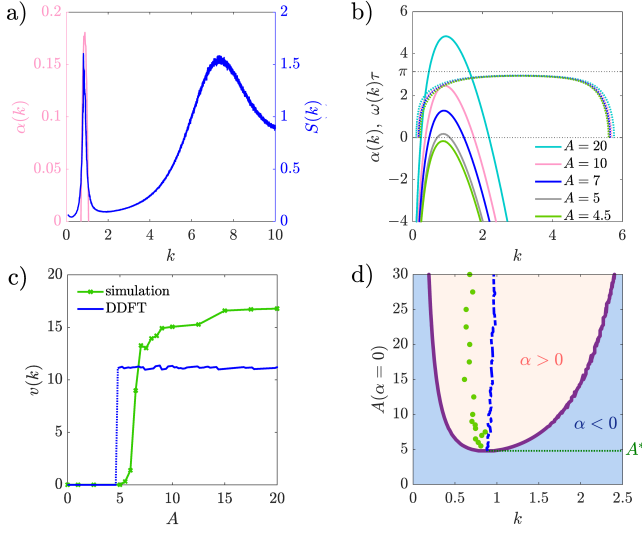 a)
0.2
0.15
0.1
0.05
0
α(k)
2
1.5
1
0.5
0
S(k)
0 2 4 6 8 10
k
b)
6
π
4
2
0
−2
−4
α(k), ω(k)τ
0 2 4 6
k
A = 20
A = 10
A = 7
A = 5
A = 4.5
c)
20
15
10
5
0
v(k)
0 5 10 15 20
A
simulation
DDFT
d)
30
25
20
15
10
5
0
A(α = 0)
0 0.5 1 1.5 2 2.5
k
α > 0
α < 0
A*